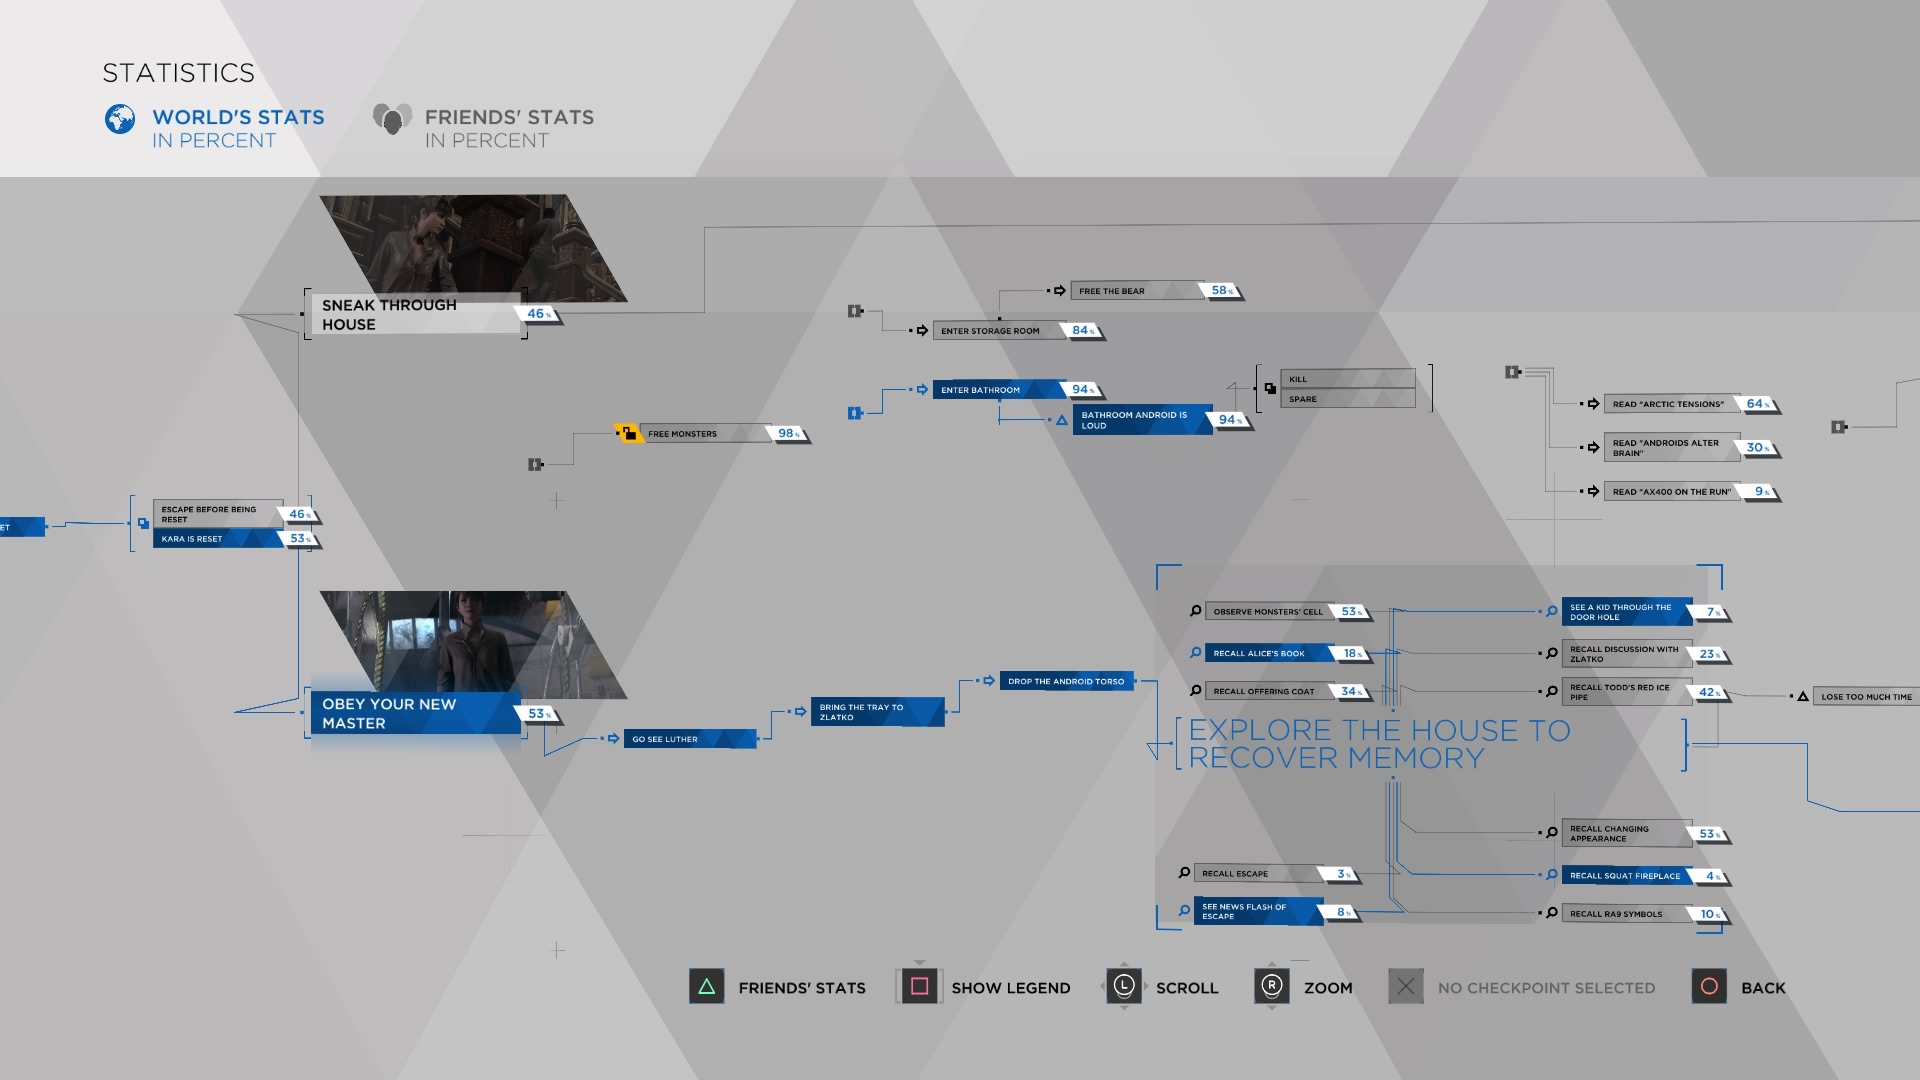 STATISTICS
WORLD'S STATS
IN PERCENT
FRIENDS' STATS
IN PERCENT
SNEAK THROUGH
HOUSE
46%
FREE THE BEAR
58%
ENTER STORAGE ROOM
84%
ENTER BATHROOM
94%
BATHROOM ANDROID IS
LOUD
94%
KILL
SPARE
FREE MONSTERS
98%
READ "ARCTIC TENSIONS"
64%
READ "ANDROIDS ALTER
BRAIN"
30%
READ "AX400 ON THE RUN"
9%
ET
ESCAPE BEFORE BEING
RESET
46%
KARA IS RESET
53%
OBEY YOUR NEW
MASTER
53%
GO SEE LUTHER
BRING THE TRAY TO
ZLATKO
DROP THE ANDROID TORSO
OBSERVE MONSTERS' CELL
53%
RECALL ALICE'S BOOK
18%
RECALL OFFERING COAT
34%
SEE A KID THROUGH THE
DOOR HOLE
7%
RECALL DISCUSSION WITH
ZLATKO
23%
RECALL TODD'S RED ICE
PIPE
42%
LOSE TOO MUCH TIME
EXPLORE THE HOUSE TO
RECOVER MEMORY
RECALL ESCAPE
3%
SEE NEWS FLASH OF
ESCAPE
8%
RECALL CHANGING
APPEARANCE
53%
RECALL SQUAT FIREPLACE
4%
RECALL RA9 SYMBOLS
10%
FRIENDS' STATS
SHOW LEGEND
L
SCROLL
R
ZOOM
NO CHECKPOINT SELECTED
BACK